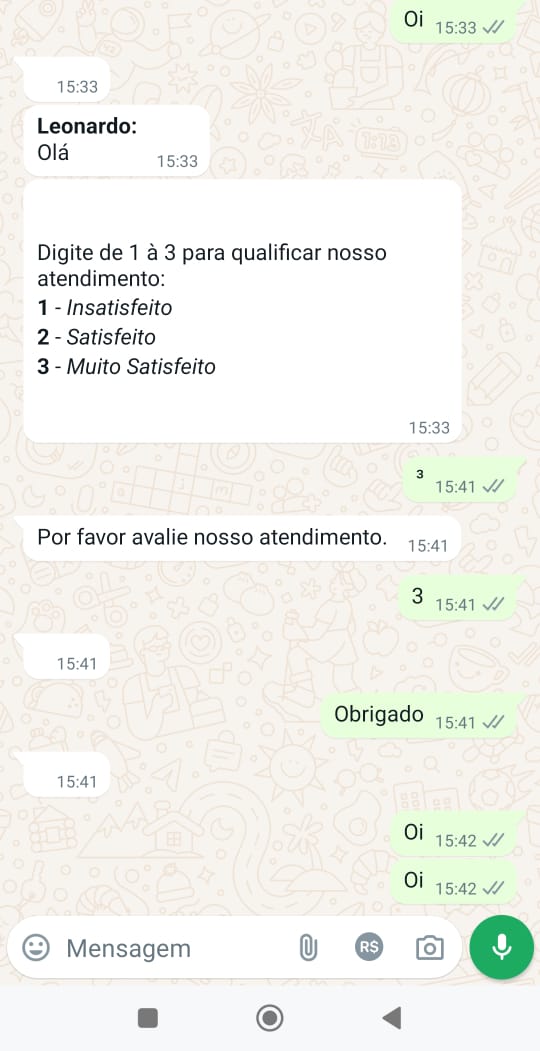 Oi 15:33
15:33
Leonardo:
Olá 15:33
Digite de 1 à 3 para qualificar nosso
atendimento:
1 - Insatisfeito
2 - Satisfeito
3 - Muito Satisfeito
15:33
³ 15:41
Por favor avalie nosso atendimento. 15:41
3 15:41
15:41
Obrigado 15:41
15:41
Oi 15:42
Oi 15:42
Mensagem R$